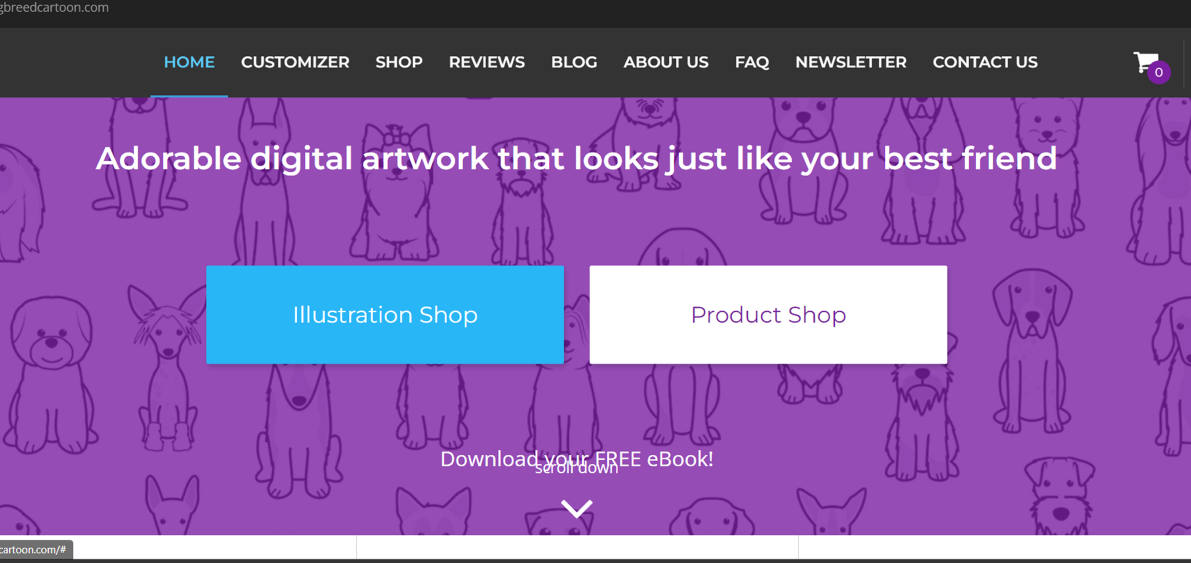 gbreedcartoon.com
HOME CUSTOMIZER SHOP REVIEWS BLOG ABOUT US FAQ NEWSLETTER CONTACT US
0
Adorable digital artwork that looks just like your best friend
Illustration Shop
Product Shop
Download your FREE eBook!
scroll down
cartoon.com/#